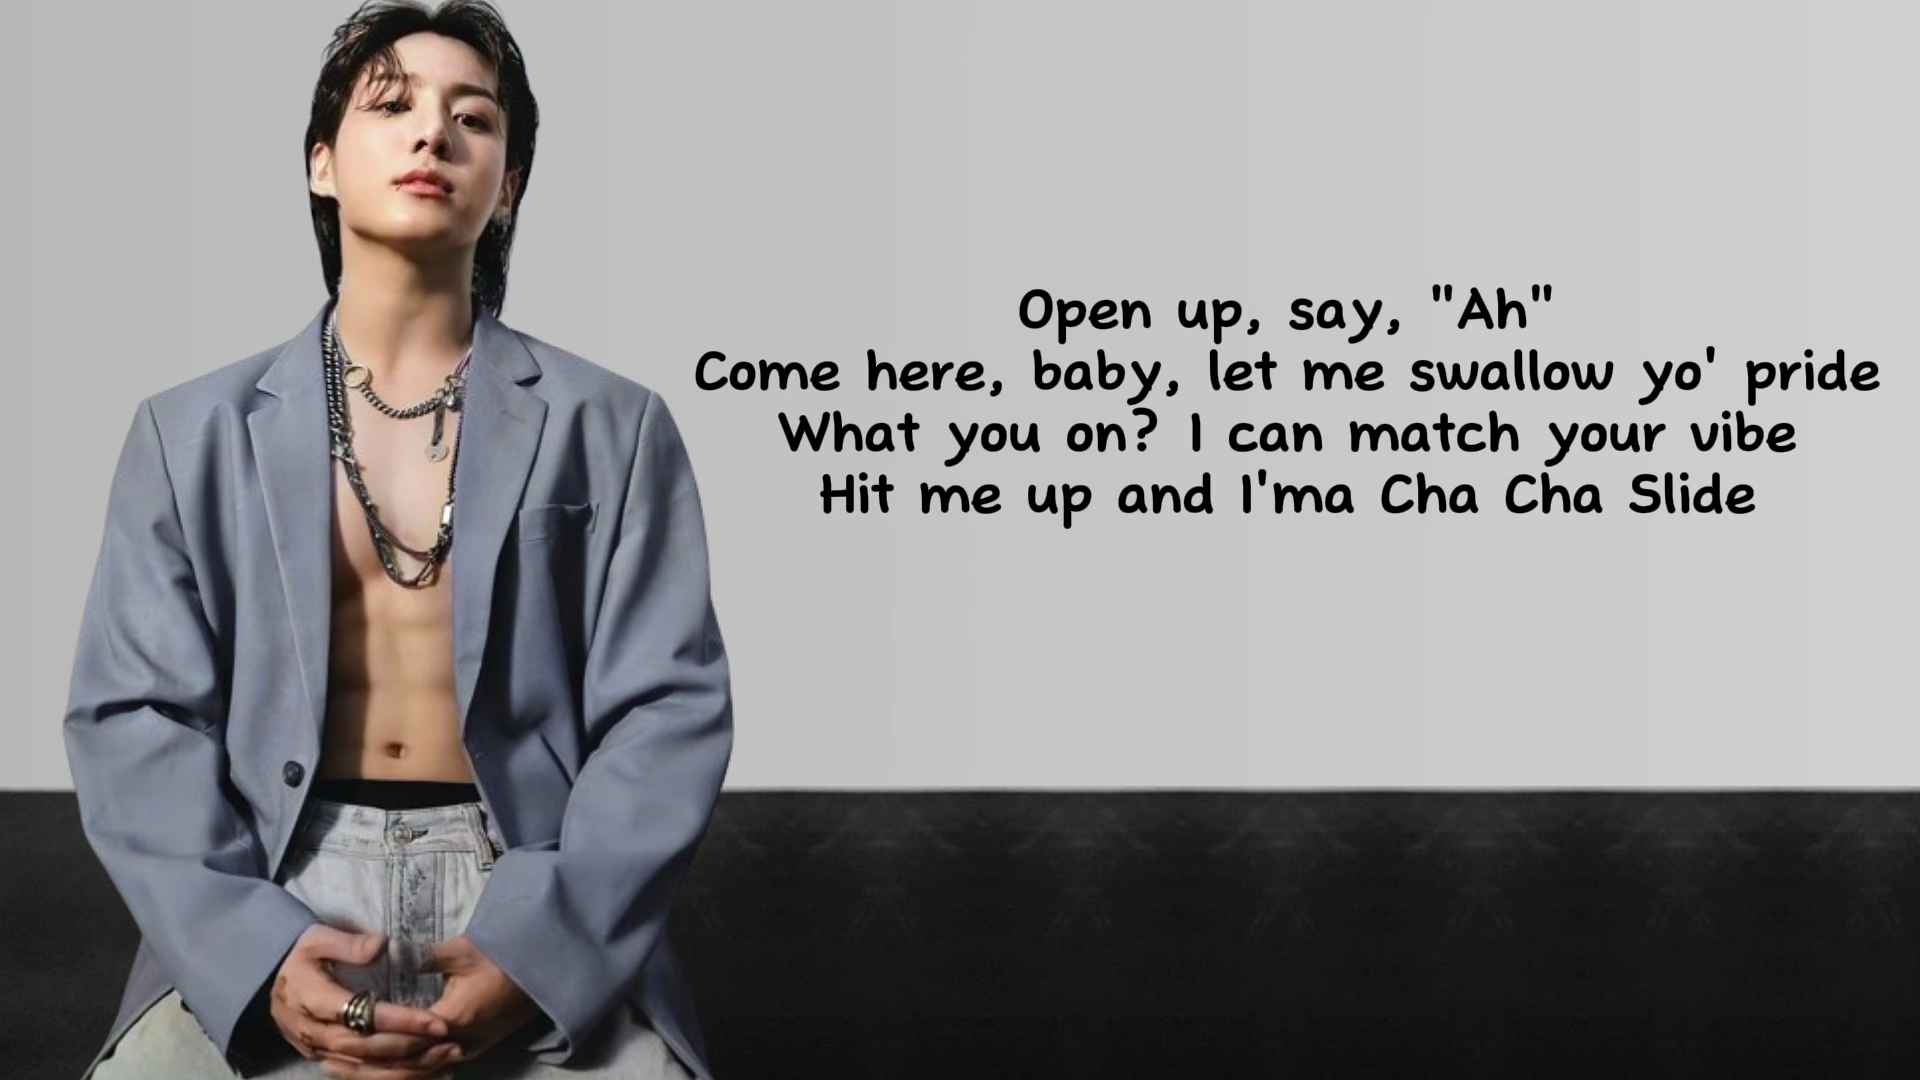 Open up, say, "Ah"
Come here, baby, let me swallow yo' pride
What you on? I can match your vibe
Hit me up and I'ma Cha Cha Slide